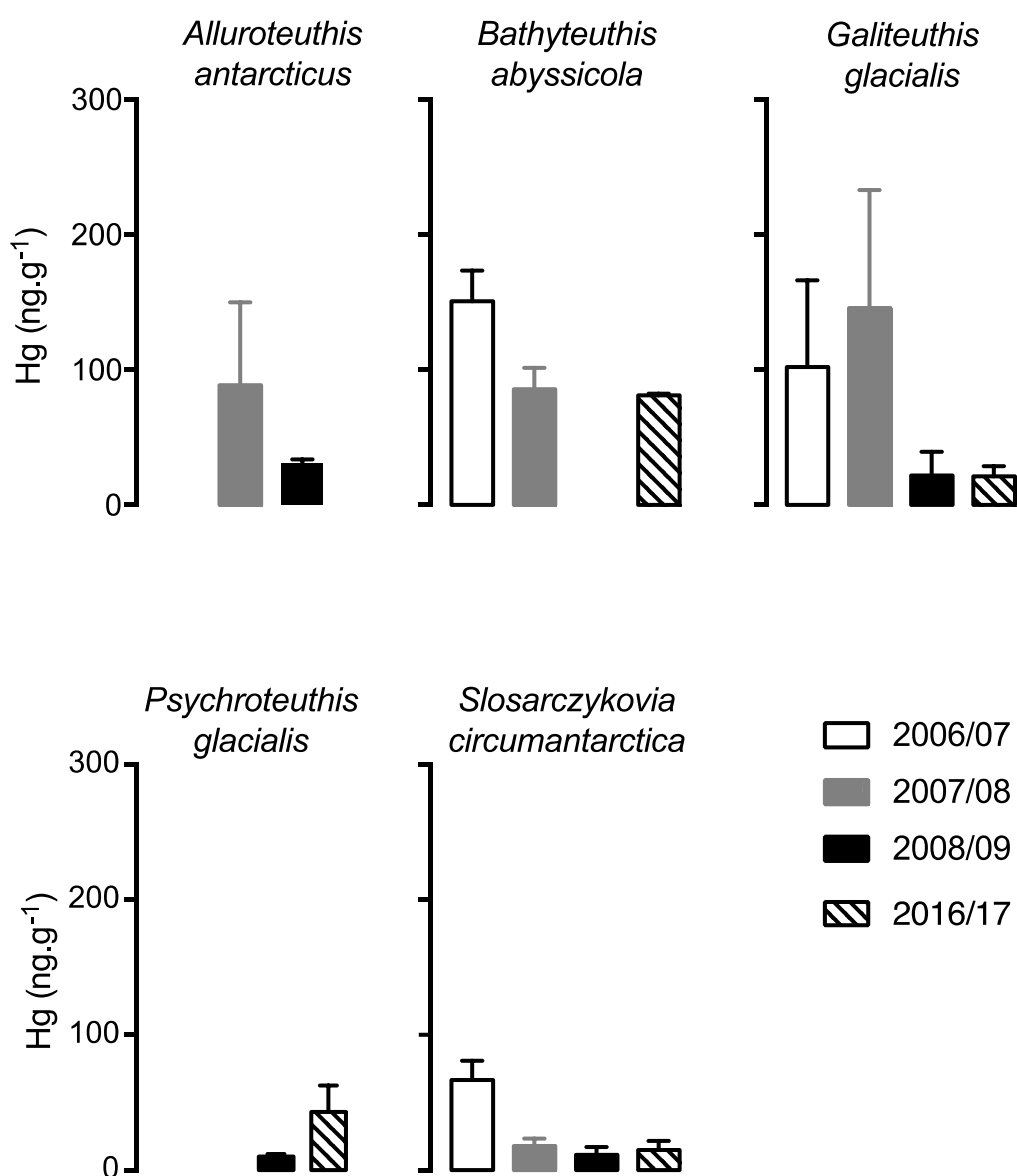 Alluroteuthis
antarcticus
Bathyteuthis
abyssicola
Galiteuthis
glacialis
300
200
100
0
Hg (ng.g-1)
Psychroteuthis
glacialis
Slosarczykovia
circumantarctica
300
200
100
0
Hg (ng.g-1)
2006/07
2007/08
2008/09
2016/17